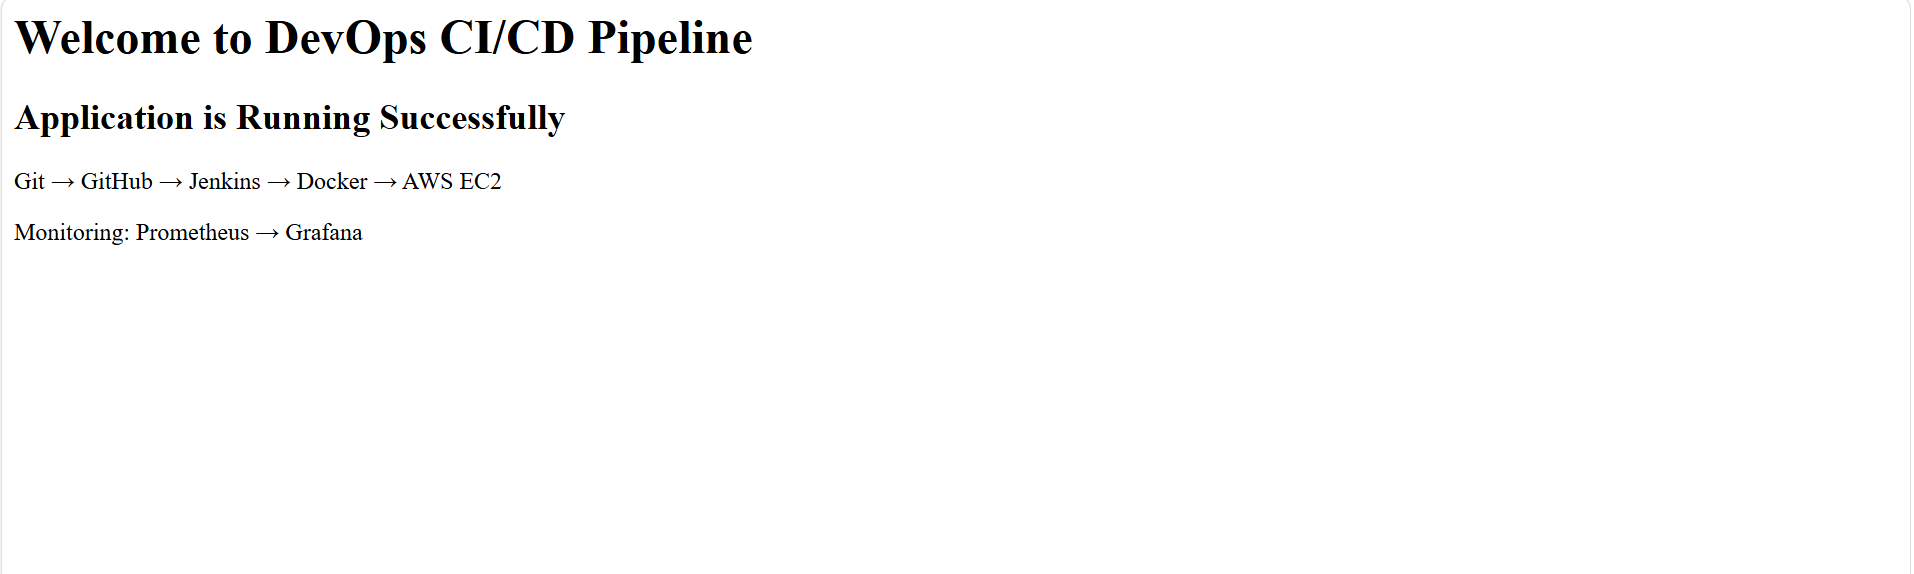 Welcome to DevOps CI/CD Pipeline
Application is Running Successfully
Git → GitHub → Jenkins → Docker → AWS EC2
Monitoring: Prometheus → Grafana